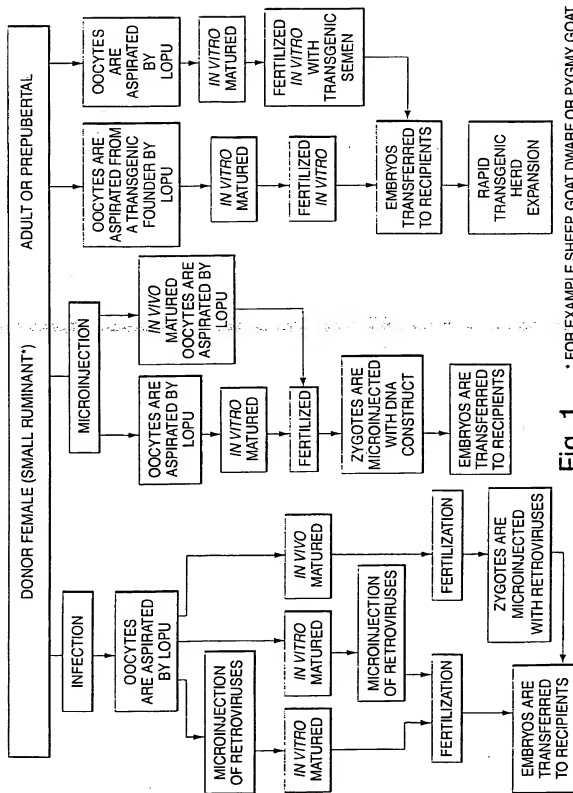 DONOR FEMALE (SMALL RUMINANT*) ADULT OR PREPUBERTAL
INFECTION
OOCYTES
ARE ASPIRATED
BY LOPU
MICROINJECTION
OF RETROVIRUSES
IN VITRO
MATURED
IN VITRO
MATURED
MICROINJECTION
OF RETROVIRUSES
FERTILIZATION
IN VIVO
MATURED
FERTILIZATION
ZYGOTES ARE
MICROINJECTED
WITH RETROVIRUSES
EMBRYOS ARE
TRANSFERRED
TO RECIPIENTS
MICROINJECTION
OOCYTES ARE
ASPIRATED BY
LOPU
IN VITRO
MATURED
IN VIVO
MATURED
OOCYTES ARE
ASPIRATED BY
LOPU
FERTILIZED
ZYGOTES ARE
MICROINJECTED
WITH DNA
CONSTRUCT
EMBRYOS ARE
TRANSFERRED
TO RECIPIENTS
OOCYTES ARE
ASPIRATED FROM
A TRANSGENIC
FOUNDER BY
LOPU
IN VITRO
MATURED
FERTILIZED
IN VITRO
OOCYTES
ARE
ASPIRATED
BY
LOPU
IN VITRO
MATURED
FERTILIZED
IN VITRO
WITH
TRANSGENIC
SEMEN
EMBRYOS
TRANSFERRED
TO RECIPIENTS
RAPID
TRANSGENIC
HERD
EXPANSION
Fig. 1
* FOR EXAMPLE SHEEP, GOAT, DWARF OR PYGMY GOAT